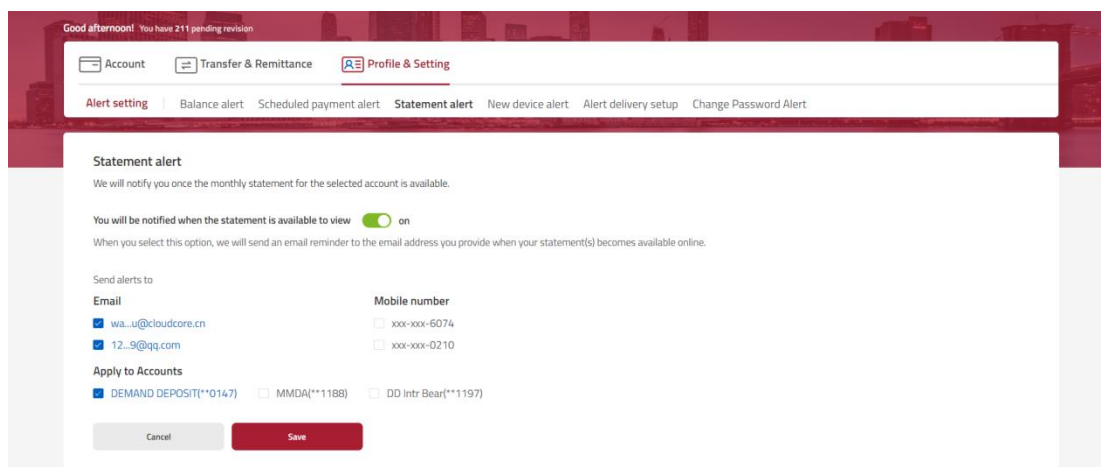 Good afternoon! You have 211 pending revision
Account Transfer & Remittance Profile & Setting
Alert setting Balance alert Scheduled payment alert Statement alert New device alert Alert delivery setup Change Password Alert
Statement alert
We will notify you once the monthly statement for the selected account is available.
You will be notified when the statement is available to view on
When you select this option, we will send an email reminder to the email address you provide when your statement(s) becomes available online.
Send alerts to
Email Mobile number
wa...u@cloudcore.cn xxx-xxx-6074
12...9@qq.com xxx-xxx-0210
Apply to Accounts
DEMAND DEPOSIT(**0147) MMDA(**1188) DD Intr Bear(**1197)
Cancel Save